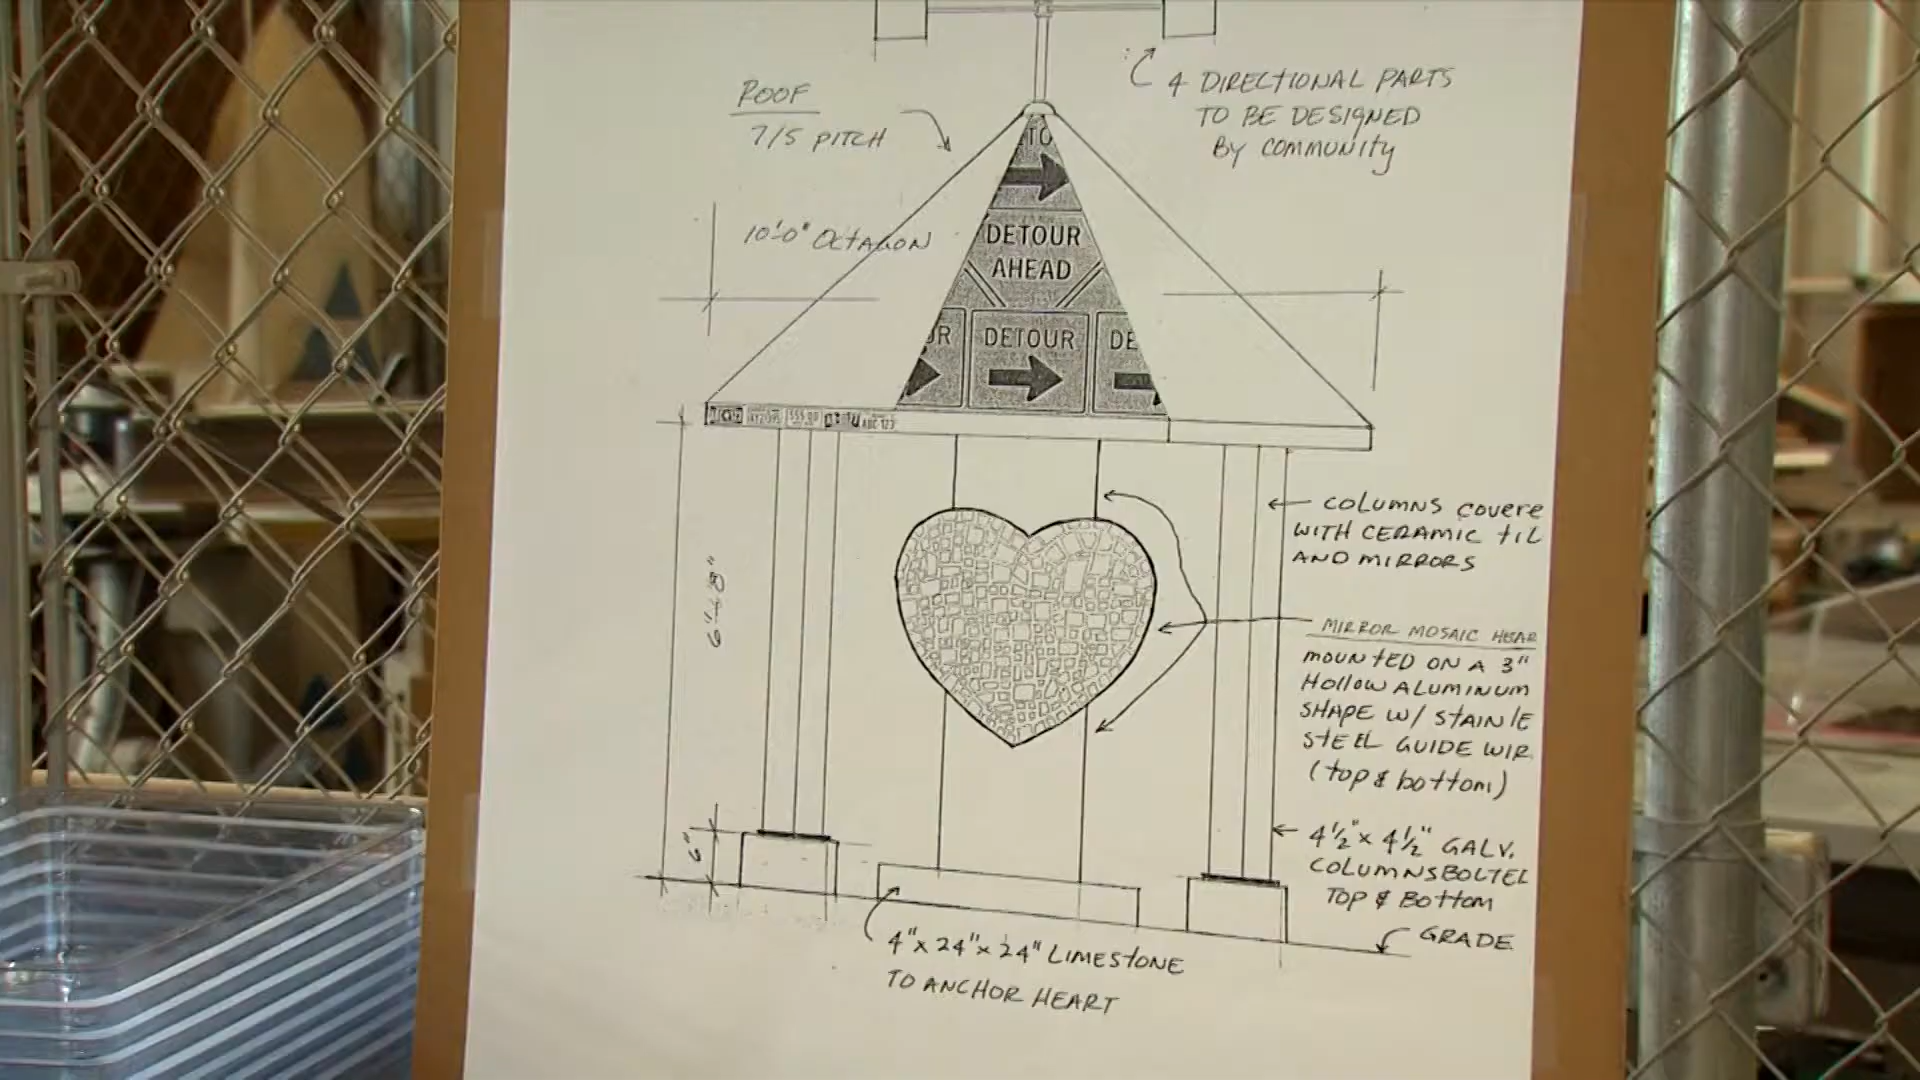 ROOF
7/5 PITCH
4 DIRECTIONAL PARTS
TO BE DESIGNED
BY COMMUNITY
10'-0" OCTAGON
TO
DETOUR
AHEAD
UR
DETOUR
DE
ABC-123
COLUMNS COVERE
WITH CERAMIC TIL
AND MIRRORS
MIRROR MOSAIC HEAR
MOUNTED ON A 3"
HOLLOW ALUMINUM
SHAPE W/ STAINLE
STEEL GUIDE WIR
(TOP & BOTTOM)
6"
4½" x 4½" GALV.
COLUMNS BOLTED
TOP & BOTTOM
GRADE
4" x 24" x 24" LIMESTONE
TO ANCHOR HEART